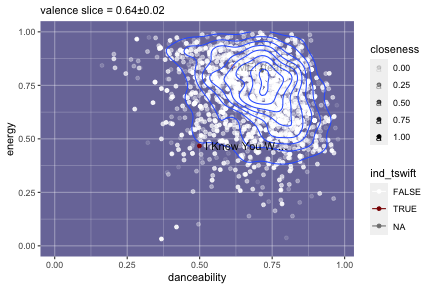 valence slice = 0.64±0.02
1.00
0.75
0.50
0.25
0.00
energy
I Knew You W
0.00
0.25
0.50
0.75
1.00
danceability
closeness
0.00
0.25
0.50
0.75
1.00
ind_tswift
FALSE
TRUE
NA